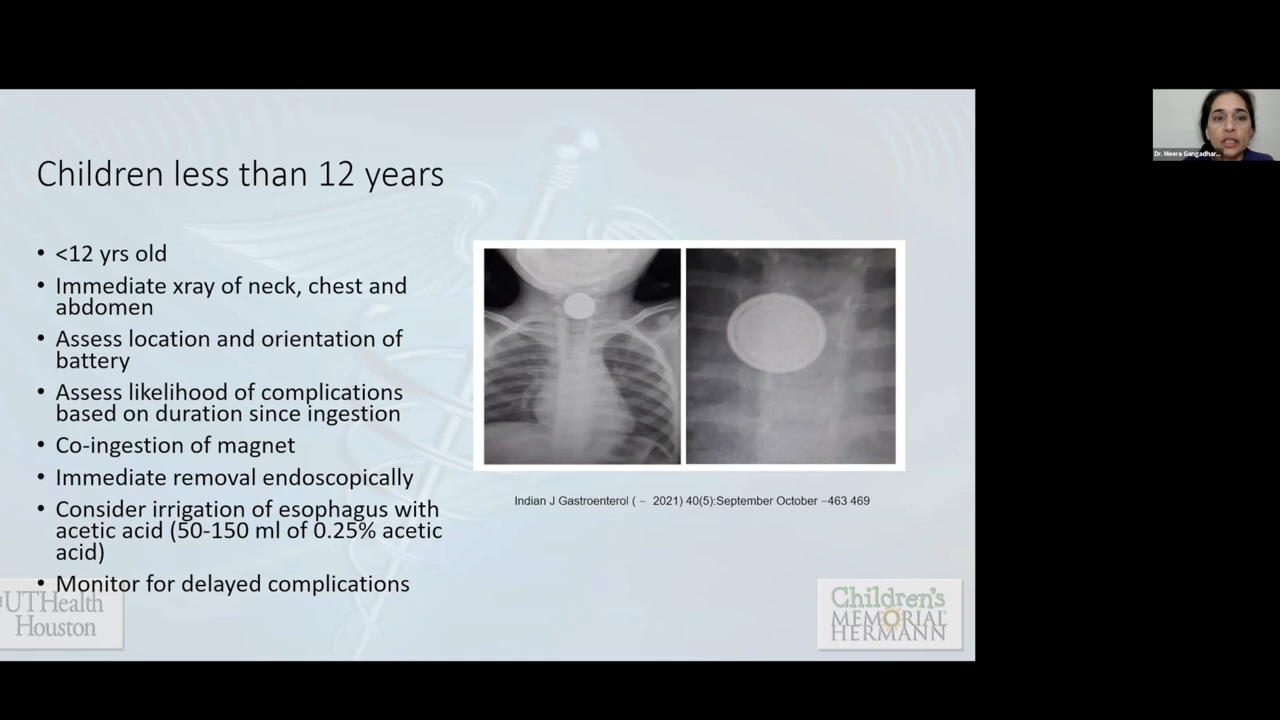 Children less than 12 years
• <12 yrs old
• Immediate xray of neck, chest and
abdomen
• Assess location and orientation of
battery
• Assess likelihood of complications
based on duration since ingestion
• Co-ingestion of magnet
• Immediate removal endoscopically
• Consider irrigation of esophagus with
acetic acid (50-150 ml of 0.25% acetic
acid)
• Monitor for delayed complications
Indian J Gastroenterol ( – 2021) 40(5):September October –463 469
UTHealth
Houston
Children's
MEMORIAL
HERMANN
Dr. Meera Gangadhar...